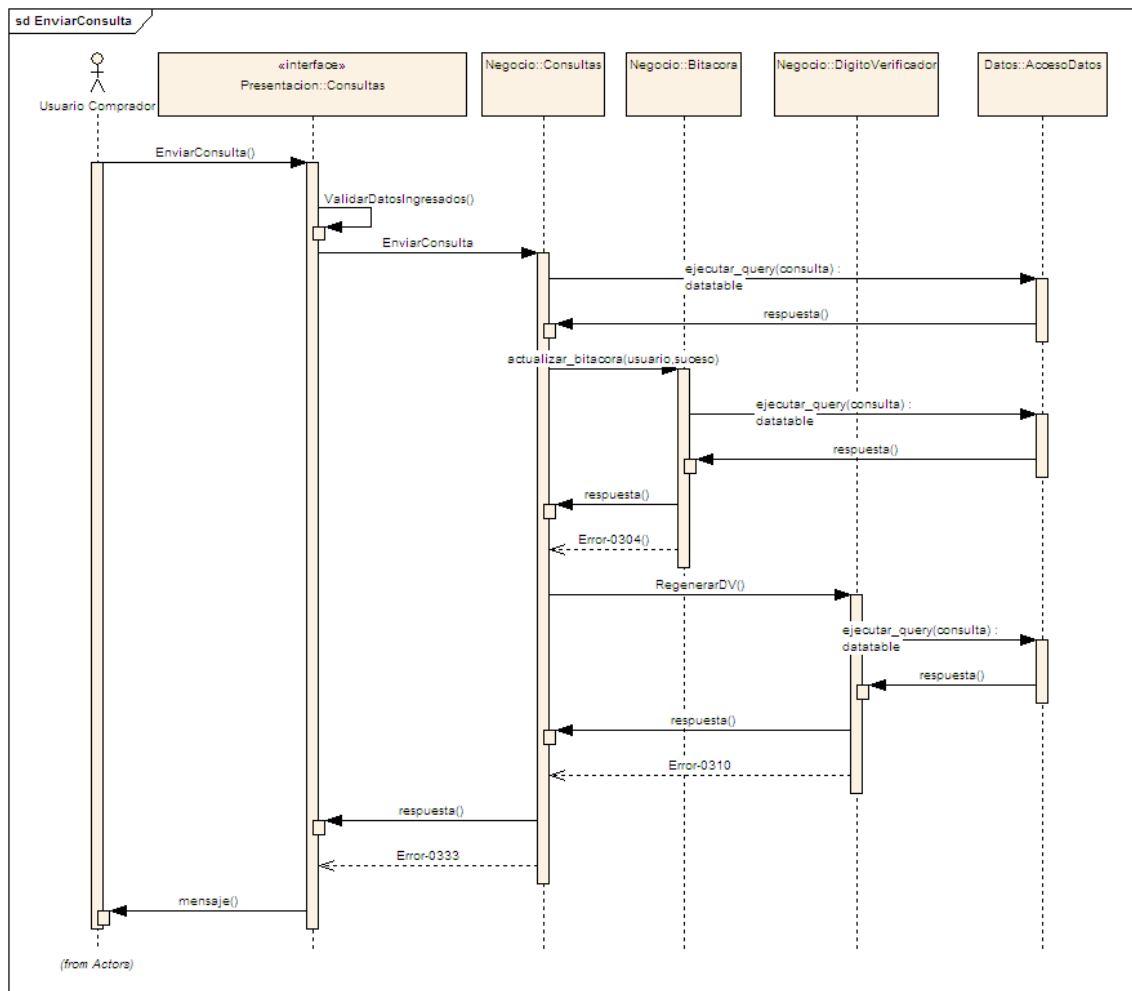 sd EnviarConsulta
«interface»
Presentacion::Consultas
Negocio::Consultas
Negocio::Bitacora
Negocio::DigitoVerificador
Datos::AccesoDatos
Usuario Comprador
EnviarConsulta()
ValidarDatosIngresados()
EnviarConsulta
ejecutar_query(consulta) :
datatable
respuesta()
actualizar_bitacora(usuario,suceso)
ejecutar_query(consulta) :
datatable
respuesta()
respuesta()
Error-0304()
RegenerarDV()
ejecutar_query(consulta) :
datatable
respuesta()
respuesta()
Error-0310
respuesta()
Error-0333
mensaje()
(from Actors)